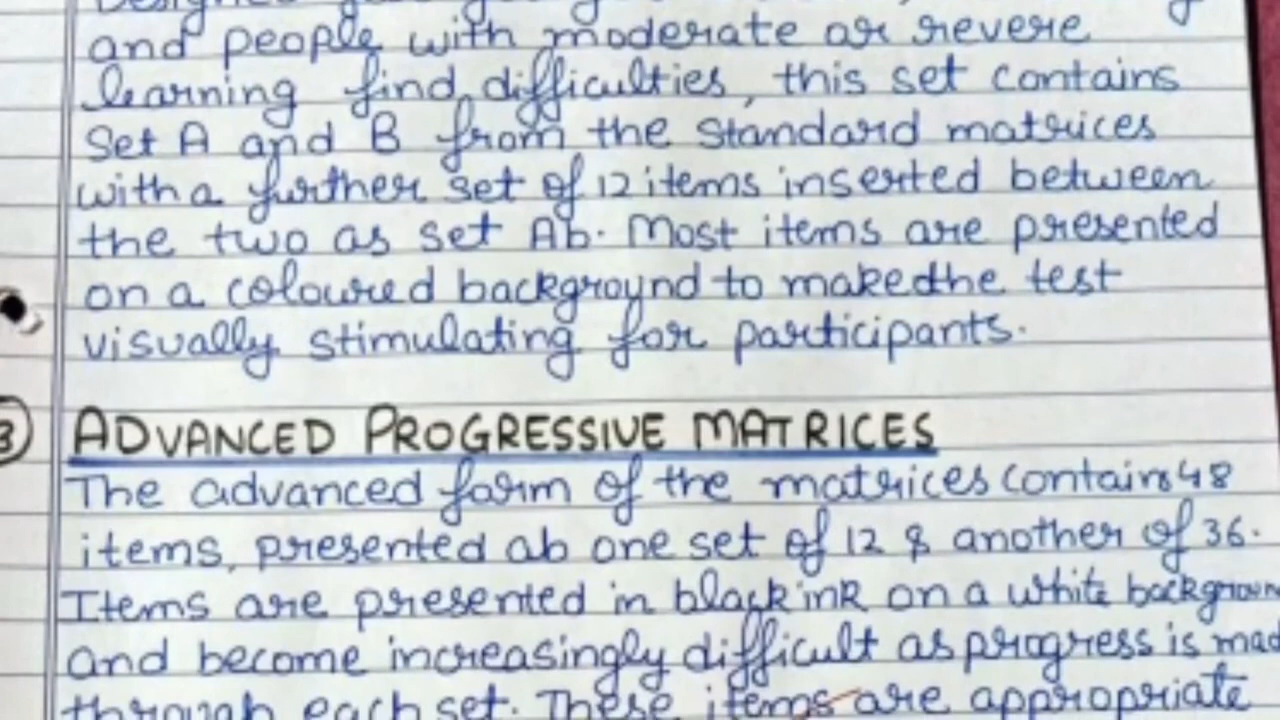 and people with moderate or revere
learning find difficulties, this set contains
Set A and B from the Standard matrices
with a further set of 12 items inserted between
the two as set Ab. Most items are presented
on a coloured background to make the test
visually stimulating for participants.
3 ADVANCED PROGRESSIVE MATRICES
The advanced form of the matrices contains 48
items, presented ab one set of 12 & another of 36.
Items are presented in black ink on a white backgroun
and become increasingly difficult as progress is mad
through each set. These items are appropriate